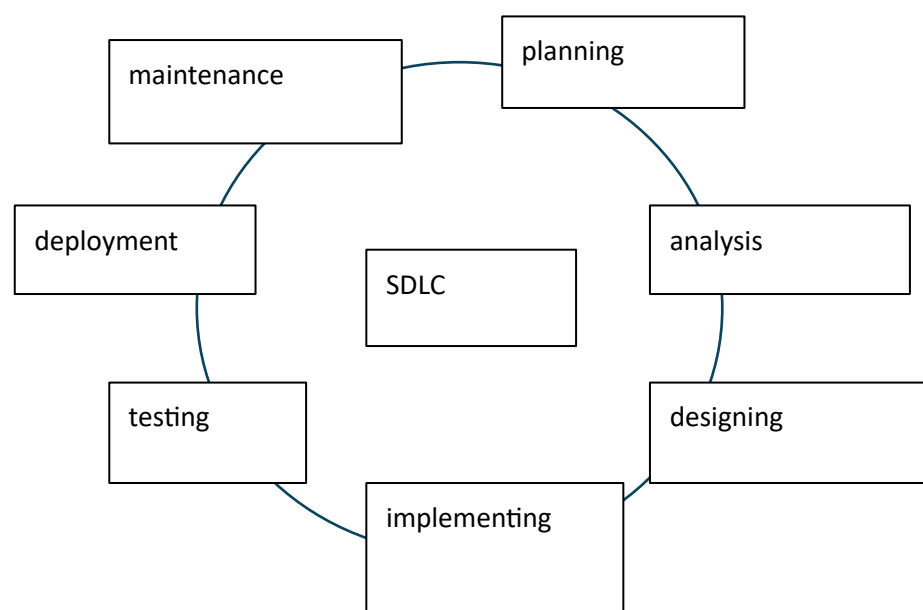 planning
maintenance
analysis
deployment
SDLC
designing
testing
implementing